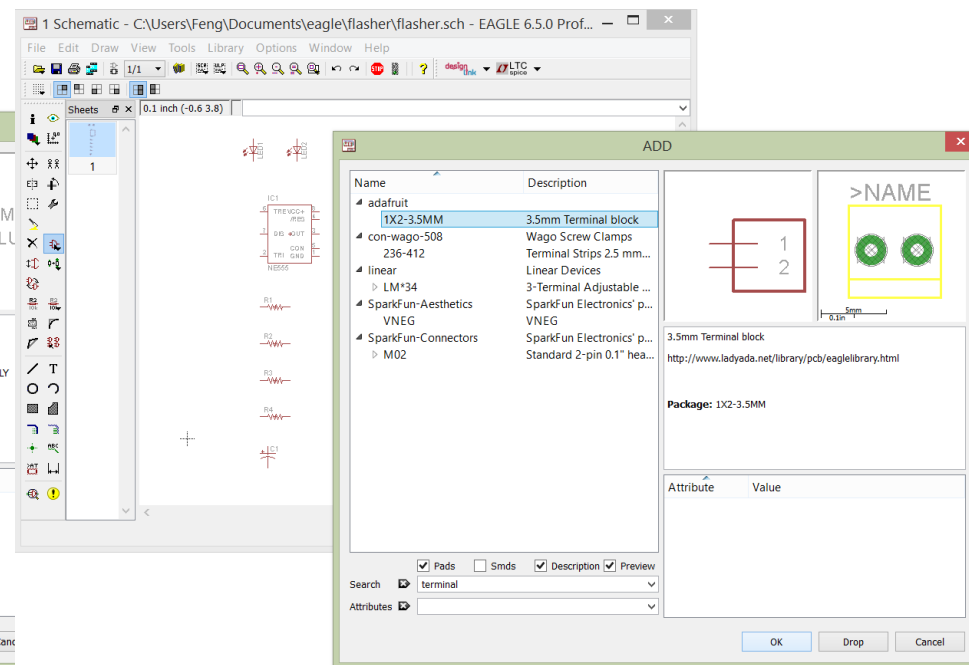 1 Schematic - C:\Users\Feng\Documents\eagle\flasher\flasher.sch - EAGLE 6.5.0 Prof...
File Edit Draw View Tools Library Options Window Help
1/1
STOP
?
design link
LTC spice
Sheets
0.1 inch (-0.6 3.8)
1
LED1
LED2
IC1
NE555
R1
R2
R3
R4
C1
ADD
Name Description
adafruit
1X2-3.5MM 3.5mm Terminal block
con-wago-508 Wago Screw Clamps
236-412 Terminal Strips 2.5 mm...
linear Linear Devices
LM*34 3-Terminal Adjustable ...
SparkFun-Aesthetics SparkFun Electronics' p...
VNEG VNEG
SparkFun-Connectors SparkFun Electronics' p...
M02 Standard 2-pin 0.1" hea...
1
2
>NAME
5mm
0.1in
3.5mm Terminal block
http://www.ladyada.net/library/pcb/eaglelibrary.html
Package: 1X2-3.5MM
Attribute Value
Pads Smds Description Preview
Search terminal
Attributes
OK Drop Cancel